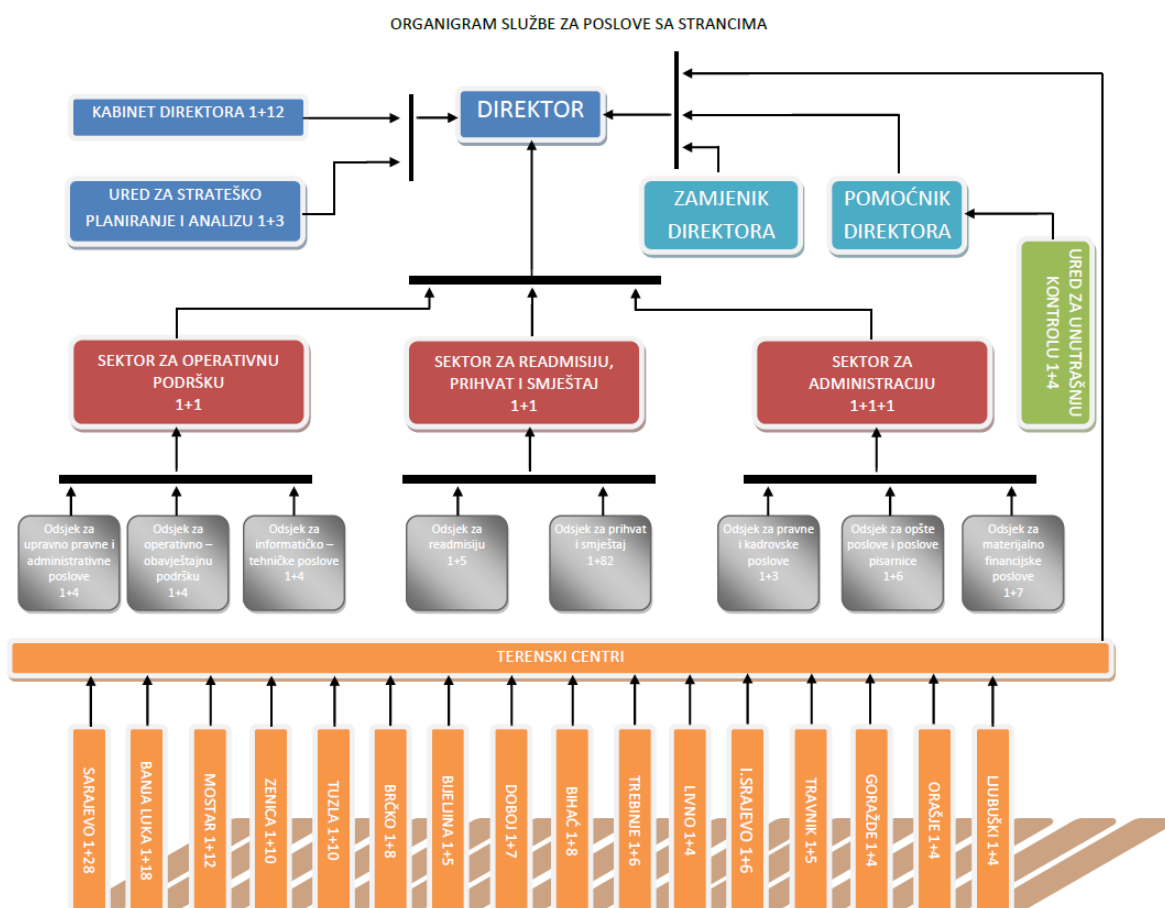 ORGANIGRAM SLUŽBE ZA POSLOVE SA STRANCIMA
KABINET DIREKTORA 1+12
DIREKTOR
URED ZA STRATEŠKO
PLANIRANJE I ANALIZU 1+3
ZAMJENIK
DIREKTORA
POMOĆNIK
DIREKTORA
URED ZA UNUTRAŠNJU
KONTROLU 1+4
SEKTOR ZA OPERATIVNU
PODRŠKU
1+1
SEKTOR ZA READMISIJU,
PRIHVAT I SMJEŠTAJ
1+1
SEKTOR ZA
ADMINISTRACIJU
1+1+1
Odsjek za
upravno pravne i
administrativne
poslove
1+4
Odsjek za
operativno –
obavještajnu
podršku
1+4
Odsjek za
informatičko –
tehničke poslove
1+4
Odsjek za
readmisiju
1+5
Odsjek za prihvat
i smještaj
1+82
Odsjek za pravne
i kadrovske
poslove
1+3
Odsjek za opšte
poslove i poslove
pisarnice
1+6
Odsjek za
materijalno
financijske
poslove
1+7
TERENSKI CENTRI
SARAJEVO 1+28
BANJA LUKA 1+18
MOSTAR 1+12
ZENICA 1+10
TUZLA 1+10
BRČKO 1+8
BIJELJINA 1+5
DOBOJ 1+7
BIHAĆ 1+8
TREBINJE 1+6
LIVNO 1+4
I.SRAJEVO 1+6
TRAVNIK 1+5
GORAŽDE 1+4
ORAŠJE 1+4
LJUBUŠKI 1+4